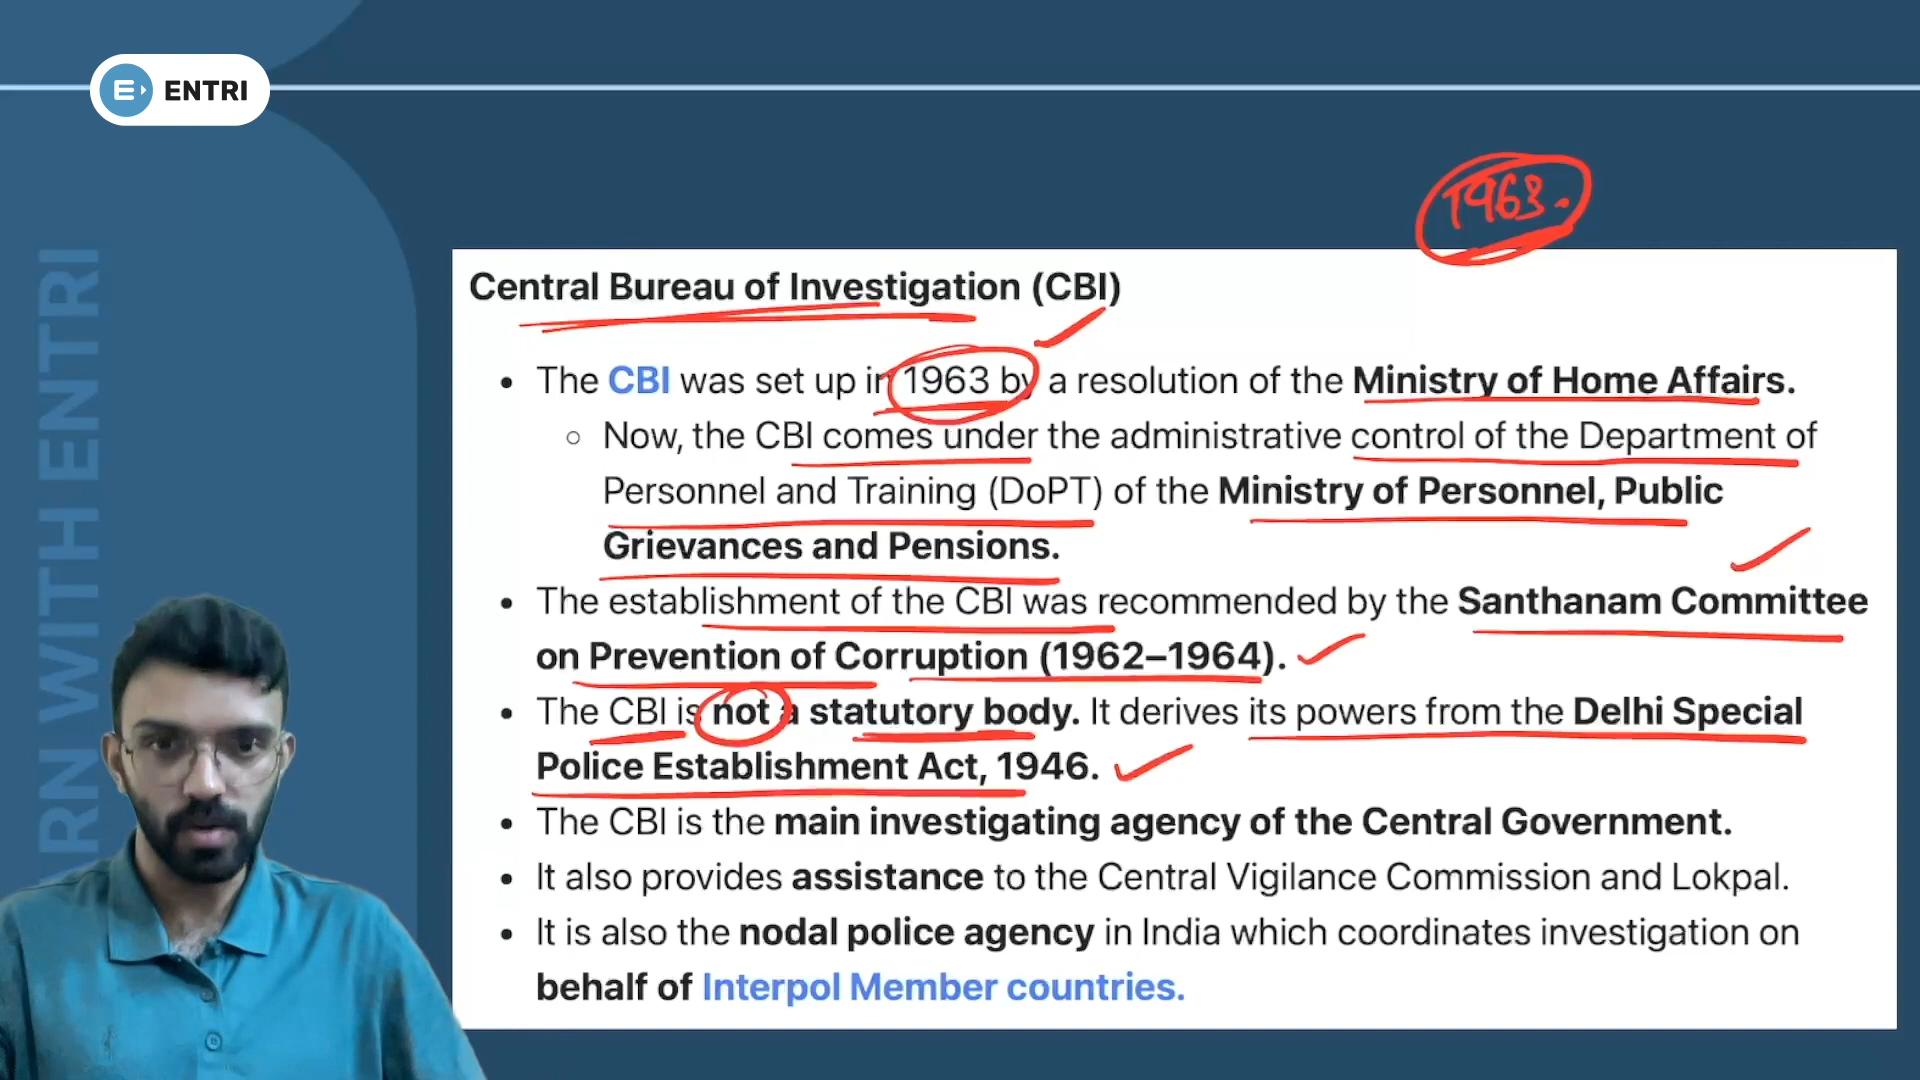 ENTRI
1963.
LEARN WITH ENTRI
Central Bureau of Investigation (CBI)
• The CBI was set up in 1963 by a resolution of the Ministry of Home Affairs.
○ Now, the CBI comes under the administrative control of the Department of
Personnel and Training (DoPT) of the Ministry of Personnel, Public
Grievances and Pensions.
• The establishment of the CBI was recommended by the Santhanam Committee
on Prevention of Corruption (1962–1964).
• The CBI is not a statutory body. It derives its powers from the Delhi Special
Police Establishment Act, 1946.
• The CBI is the main investigating agency of the Central Government.
• It also provides assistance to the Central Vigilance Commission and Lokpal.
• It is also the nodal police agency in India which coordinates investigation on
behalf of Interpol Member countries.